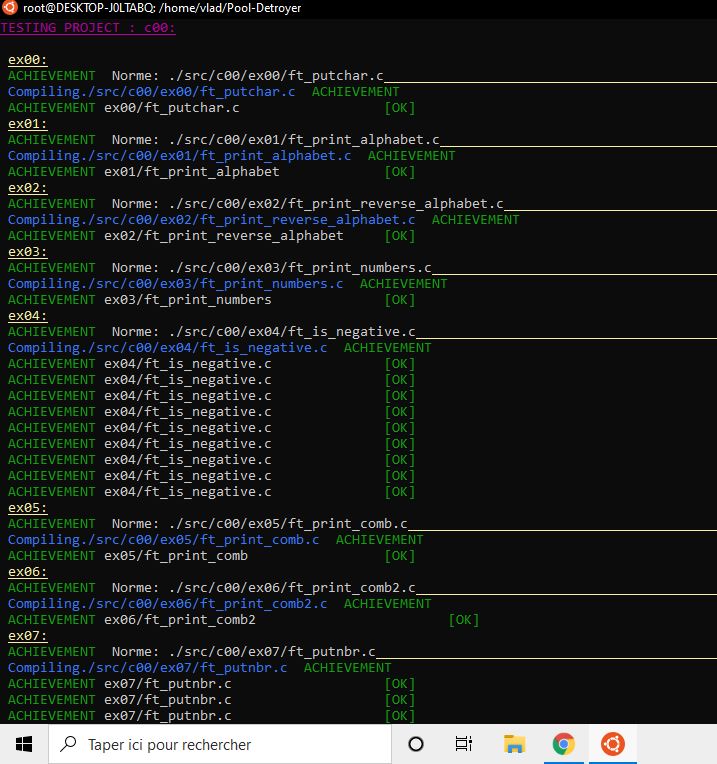 root@DESKTOP-J0LTABQ: /home/vlad/Pool-Detroyer
TESTING PROJECT : c00:
ex00:
ACHIEVEMENT  Norme: ./src/c00/ex00/ft_putchar.c
Compiling./src/c00/ex00/ft_putchar.c  ACHIEVEMENT
ACHIEVEMENT ex00/ft_putchar.c [OK]
ex01:
ACHIEVEMENT  Norme: ./src/c00/ex01/ft_print_alphabet.c
Compiling./src/c00/ex01/ft_print_alphabet.c  ACHIEVEMENT
ACHIEVEMENT ex01/ft_print_alphabet [OK]
ex02:
ACHIEVEMENT  Norme: ./src/c00/ex02/ft_print_reverse_alphabet.c
Compiling./src/c00/ex02/ft_print_reverse_alphabet.c  ACHIEVEMENT
ACHIEVEMENT ex02/ft_print_reverse_alphabet [OK]
ex03:
ACHIEVEMENT  Norme: ./src/c00/ex03/ft_print_numbers.c
Compiling./src/c00/ex03/ft_print_numbers.c  ACHIEVEMENT
ACHIEVEMENT ex03/ft_print_numbers [OK]
ex04:
ACHIEVEMENT  Norme: ./src/c00/ex04/ft_is_negative.c
Compiling./src/c00/ex04/ft_is_negative.c  ACHIEVEMENT
ACHIEVEMENT ex04/ft_is_negative.c [OK]
ACHIEVEMENT ex04/ft_is_negative.c [OK]
ACHIEVEMENT ex04/ft_is_negative.c [OK]
ACHIEVEMENT ex04/ft_is_negative.c [OK]
ACHIEVEMENT ex04/ft_is_negative.c [OK]
ACHIEVEMENT ex04/ft_is_negative.c [OK]
ACHIEVEMENT ex04/ft_is_negative.c [OK]
ACHIEVEMENT ex04/ft_is_negative.c [OK]
ACHIEVEMENT ex04/ft_is_negative.c [OK]
ex05:
ACHIEVEMENT  Norme: ./src/c00/ex05/ft_print_comb.c
Compiling./src/c00/ex05/ft_print_comb.c  ACHIEVEMENT
ACHIEVEMENT ex05/ft_print_comb [OK]
ex06:
ACHIEVEMENT  Norme: ./src/c00/ex06/ft_print_comb2.c
Compiling./src/c00/ex06/ft_print_comb2.c  ACHIEVEMENT
ACHIEVEMENT ex06/ft_print_comb2 [OK]
ex07:
ACHIEVEMENT  Norme: ./src/c00/ex07/ft_putnbr.c
Compiling./src/c00/ex07/ft_putnbr.c  ACHIEVEMENT
ACHIEVEMENT ex07/ft_putnbr.c [OK]
ACHIEVEMENT ex07/ft_putnbr.c [OK]
ACHIEVEMENT ex07/ft_putnbr.c [OK]
Taper ici pour rechercher